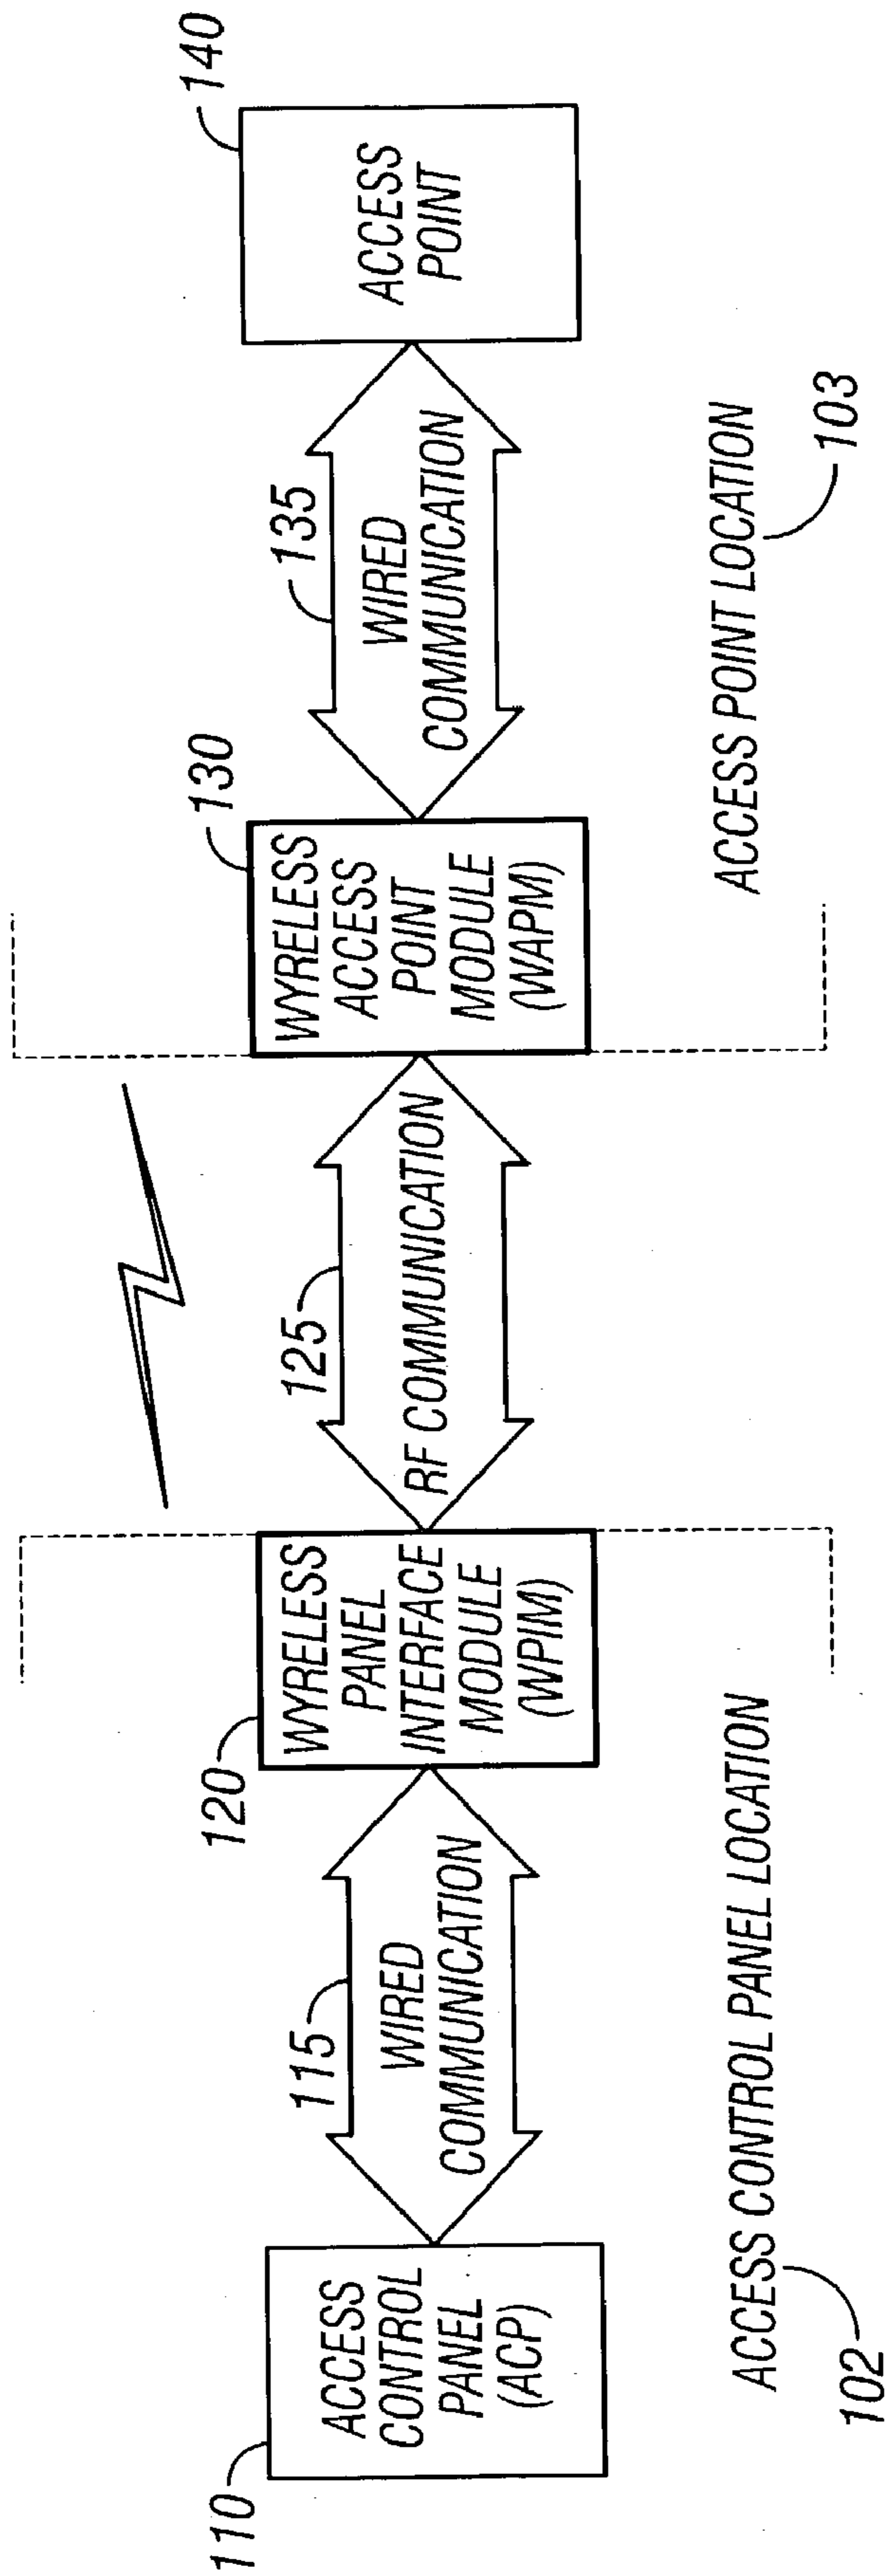 110
ACCESS
CONTROL
PANEL
(ACP)
115
WIRED
COMMUNICATION
120
WYRELESS
PANEL
INTERFACE
MODULE
(WPIM)
125
RF COMMUNICATION
130
WYRELESS
ACCESS
POINT
MODULE
(WAPM)
135
WIRED
COMMUNICATION
140
ACCESS
POINT
ACCESS CONTROL PANEL LOCATION
102
ACCESS POINT LOCATION
103